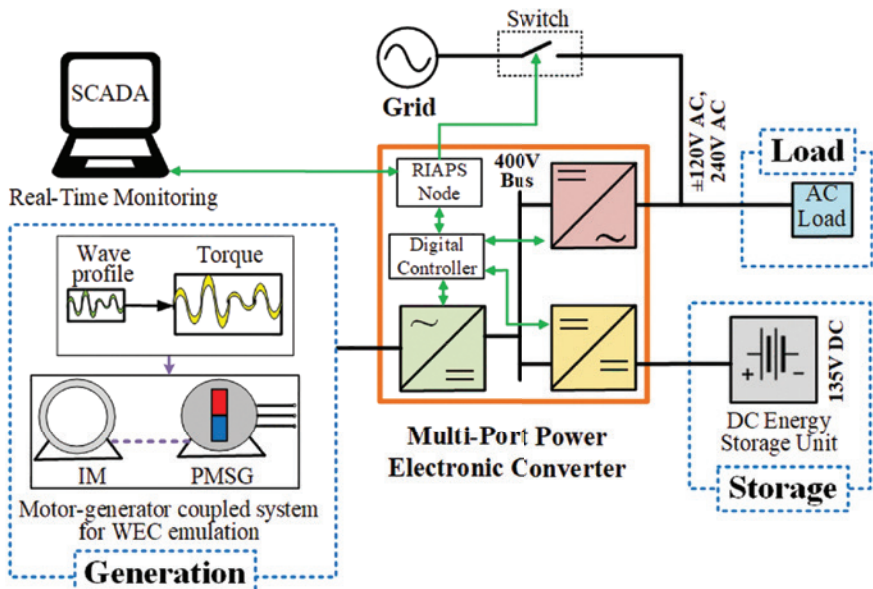 Switch
SCADA
Grid
±120V AC,
240V AC
Real-Time Monitoring
RIAPS
Node
400V
Bus
Load
AC
Load
Digital
Controller
Wave
profile
Torque
IM
PMSG
Motor-generator coupled system
for WEC emulation
Generation
Multi-Port Power
Electronic Converter
+
−
135V DC
DC Energy
Storage Unit
Storage